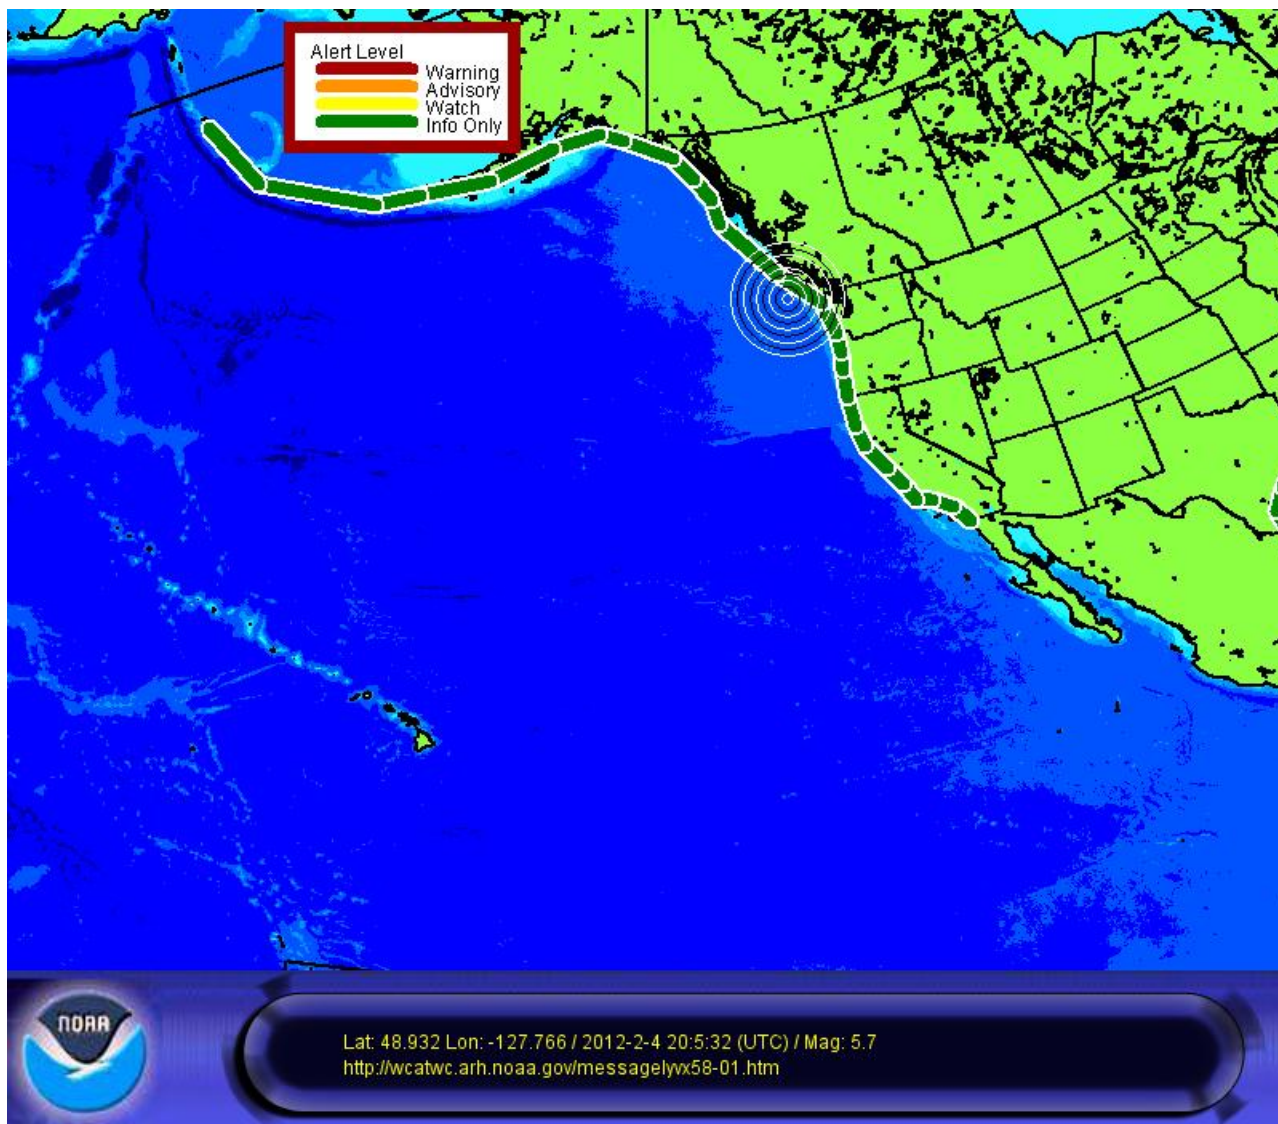 Alert Level
Warning
Advisory
Watch
Info Only
NOAA
Lat: 48.932 Lon: -127.766 / 2012-2-4 20:5:32 (UTC) / Mag: 5.7
http://wcatwc.arh.noaa.gov/messagelyvx58-01.htm